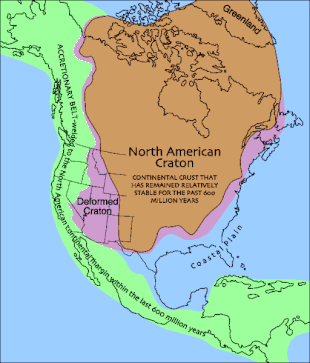 Greenland
ACCRETIONARY BELT-welded to the North American continental margin within the last 600 million years
North American
Craton
CONTINENTAL CRUST THAT
HAS REMAINED RELATIVELY
STABLE FOR THE PAST 600
MILLION YEARS
Deformed
Craton
Coastal Plain